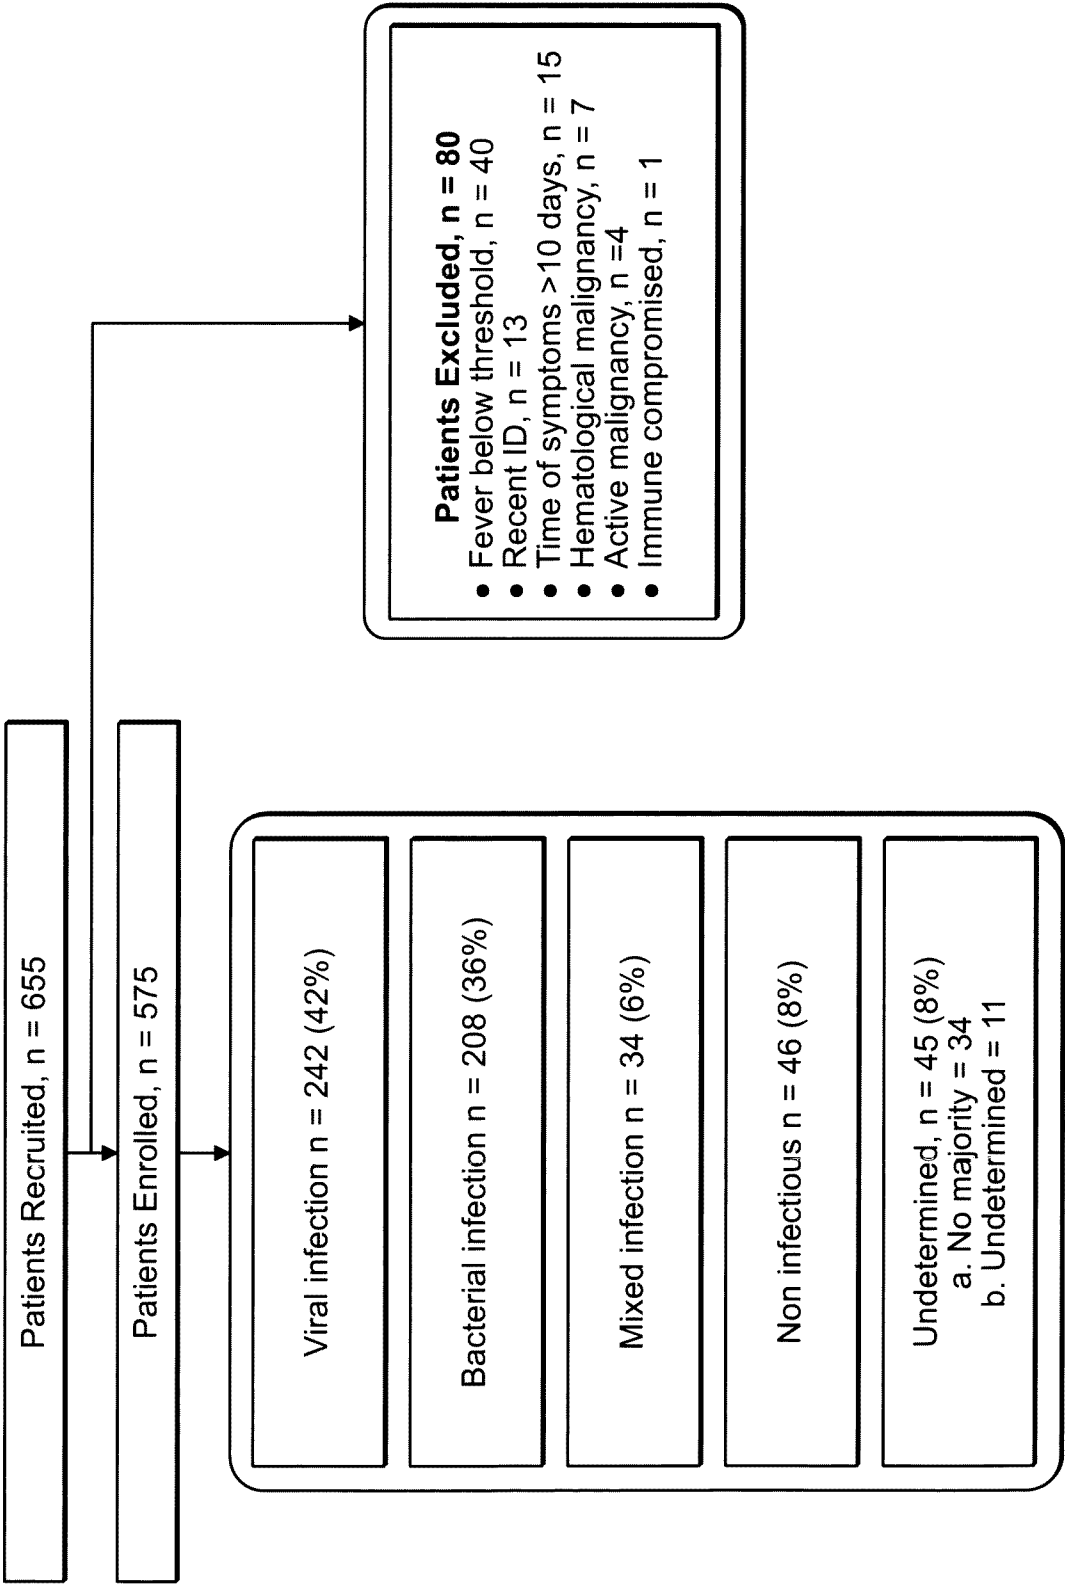 Patients Recruited, n = 655
Patients Enrolled, n = 575
Viral infection n = 242 (42%)
Bacterial infection n = 208 (36%)
Mixed infection n = 34 (6%)
Non infectious n = 46 (8%)
Undetermined, n = 45 (8%)
a. No majority = 34
b. Undetermined = 11
Patients Excluded, n = 80
• Fever below threshold, n = 40
• Recent ID, n = 13
• Time of symptoms >10 days, n = 15
• Hematological malignancy, n = 7
• Active malignancy, n =4
• Immune compromised, n = 1